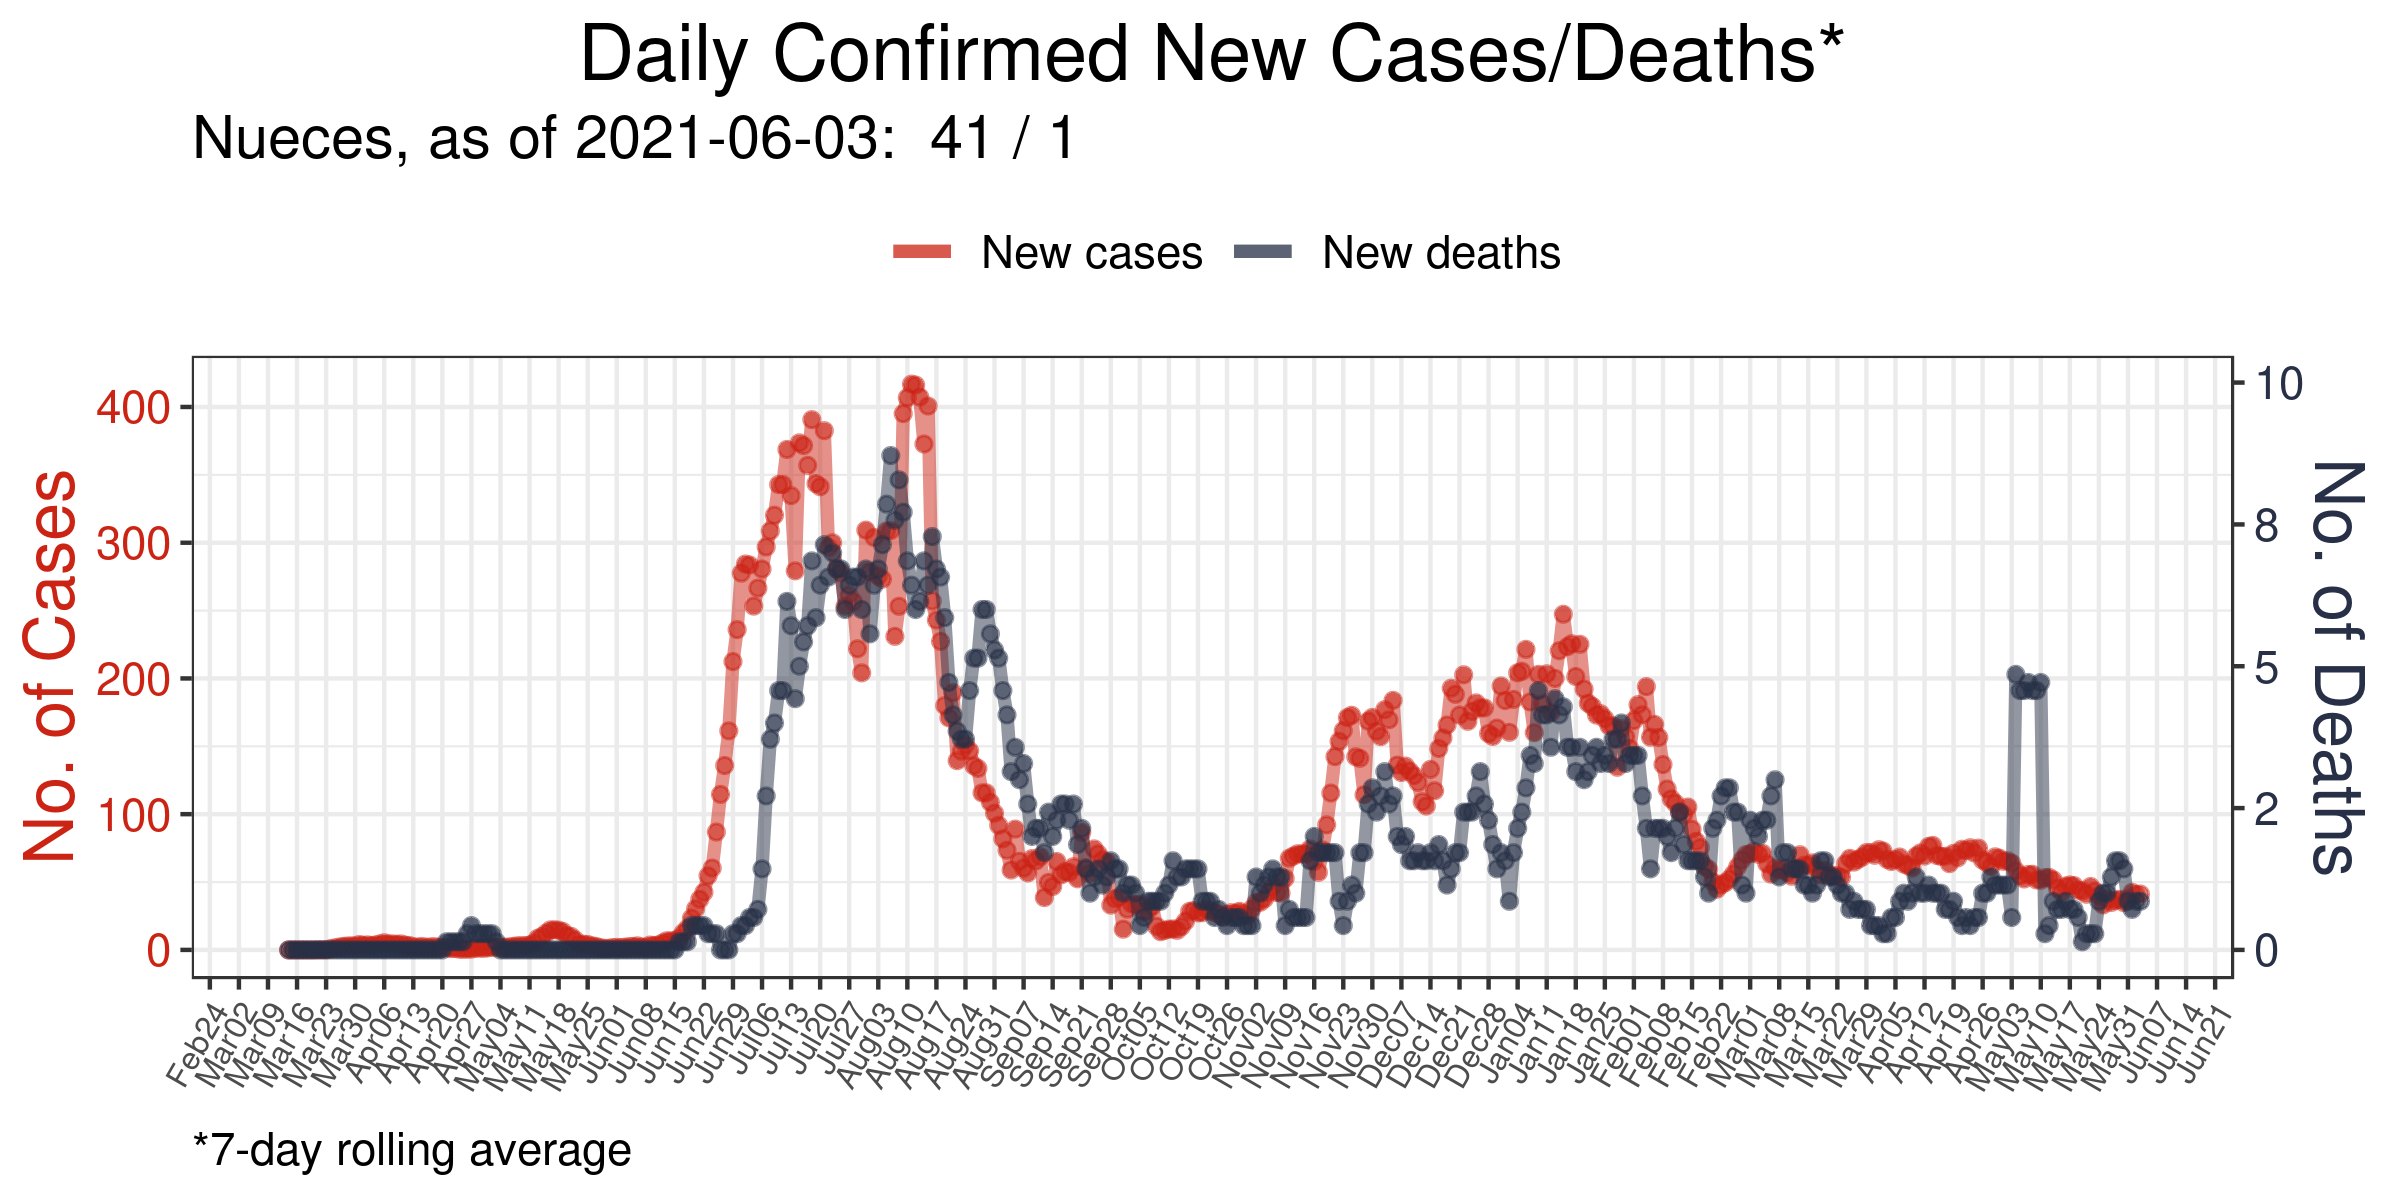 Daily Confirmed New Cases/Deaths*
Nueces, as of 2021-06-03:  41 / 1
New cases New deaths
No. of Cases
400
300
200
100
0
10
8
5
2
0
No. of Deaths
Feb24 Mar02 Mar09 Mar16 Mar23 Mar30 Apr06 Apr13 Apr20 Apr27 May04 May11 May18 May25 Jun01 Jun08 Jun15 Jun22 Jun29 Jul06 Jul13 Jul20 Jul27 Aug03 Aug10 Aug17 Aug24 Aug31 Sep07 Sep14 Sep21 Sep28 Oct05 Oct12 Oct19 Oct26 Nov02 Nov09 Nov16 Nov23 Nov30 Dec07 Dec14 Dec21 Dec28 Jan04 Jan11 Jan18 Jan25 Feb01 Feb08 Feb15 Feb22 Mar01 Mar08 Mar15 Mar22 Mar29 Apr05 Apr12 Apr19 Apr26 May03 May10 May17 May24 May31 Jun07 Jun14 Jun21
*7-day rolling average